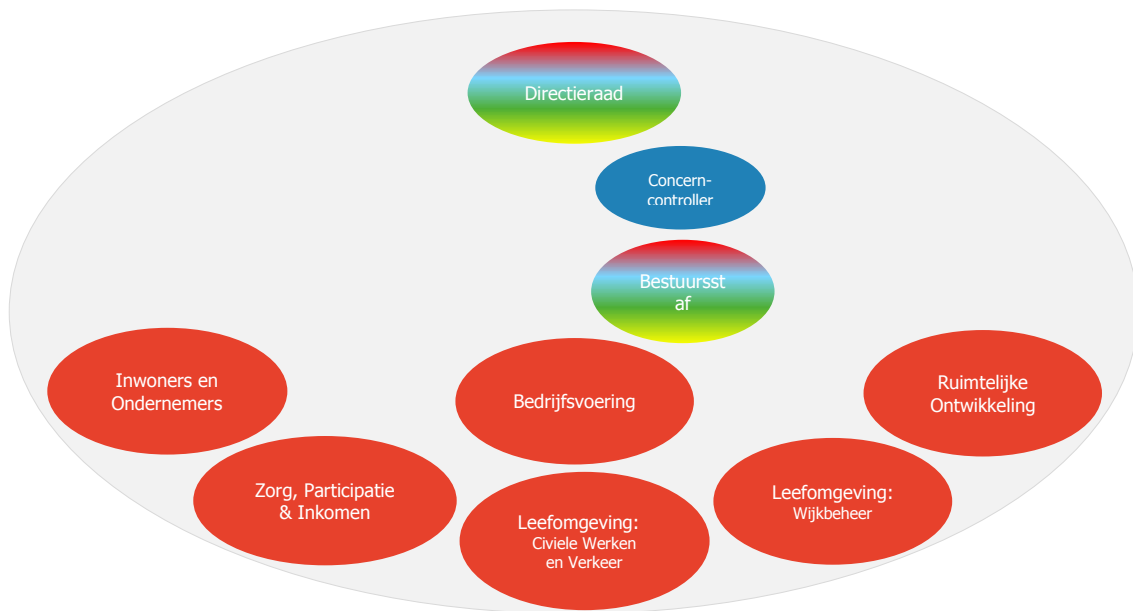 Directieraad
Concern-
controller
Bestuursst
af
Inwoners en
Ondernemers
Bedrijfsvoering
Ruimtelijke
Ontwikkeling
Zorg, Participatie
& Inkomen
Leefomgeving:
Civiele Werken
en Verkeer
Leefomgeving:
Wijkbeheer